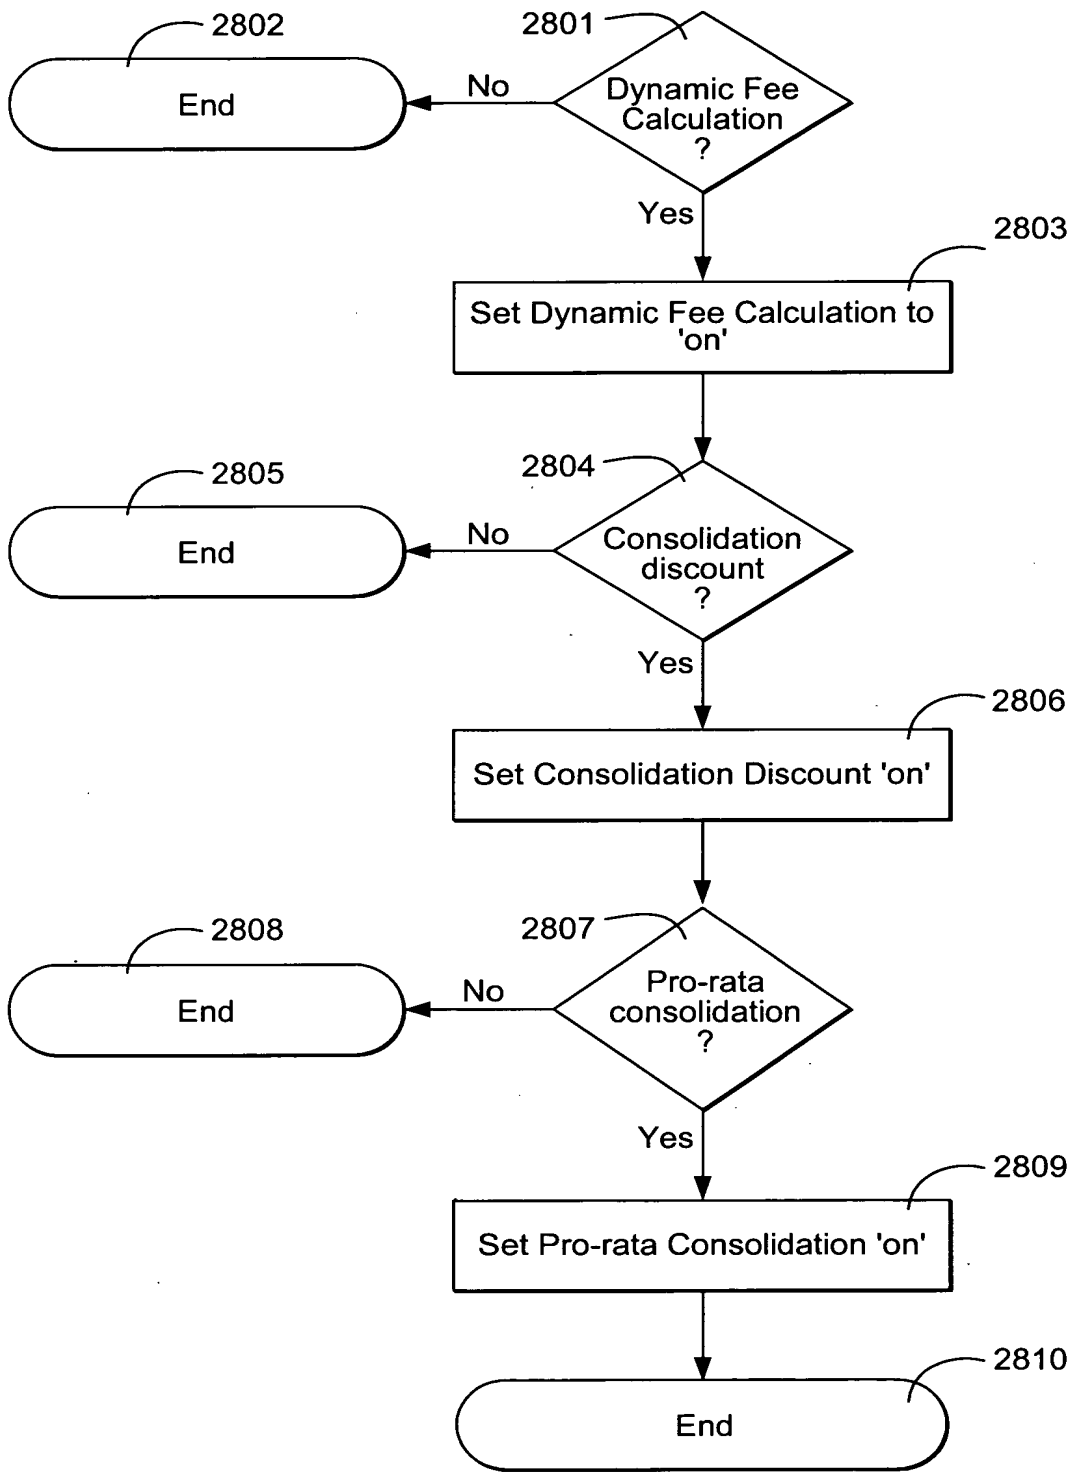 2802
2801
End
No
Dynamic Fee
Calculation
?
Yes
2803
Set Dynamic Fee Calculation to
'on'
2805
2804
End
No
Consolidation
discount
?
Yes
2806
Set Consolidation Discount 'on'
2808
2807
End
No
Pro-rata
consolidation
?
Yes
2809
Set Pro-rata Consolidation 'on'
2810
End